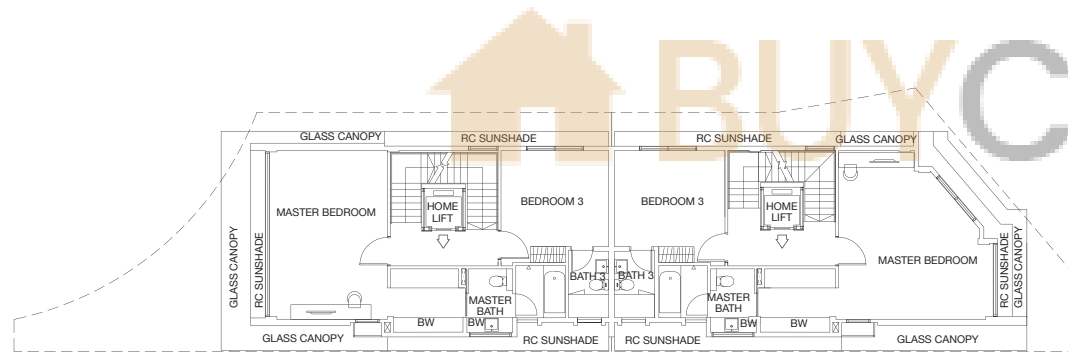 BUYC
GLASS CANOPY
RC SUNSHADE
RC SUNSHADE
GLASS CANOPY
MASTER BEDROOM
HOME
LIFT
BEDROOM 3
BEDROOM 3
HOME
LIFT
MASTER BEDROOM
GLASS CANOPY
RC SUNSHADE
BATH 3
BATH 3
RC SUNSHADE
GLASS CANOPY
MASTER
BATH
MASTER
BATH
BW
BW
BW
BW
GLASS CANOPY
RC SUNSHADE
RC SUNSHADE
GLASS CANOPY